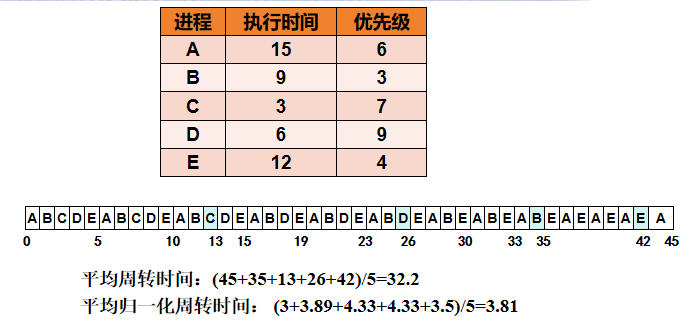 进程 执行时间 优先级
A 15 6
B 9 3
C 3 7
D 6 9
E 12 4
A B C D E A B C D E A B C D E A B D E A B D E A B D E A B E A B E A B E A E A E A E A
0 5 10 13 15 19 23 26 30 33 35 42 45
平均周转时间：(45+35+13+26+42)/5=32.2
平均归一化周转时间： (3+3.89+4.33+4.33+3.5)/5=3.81